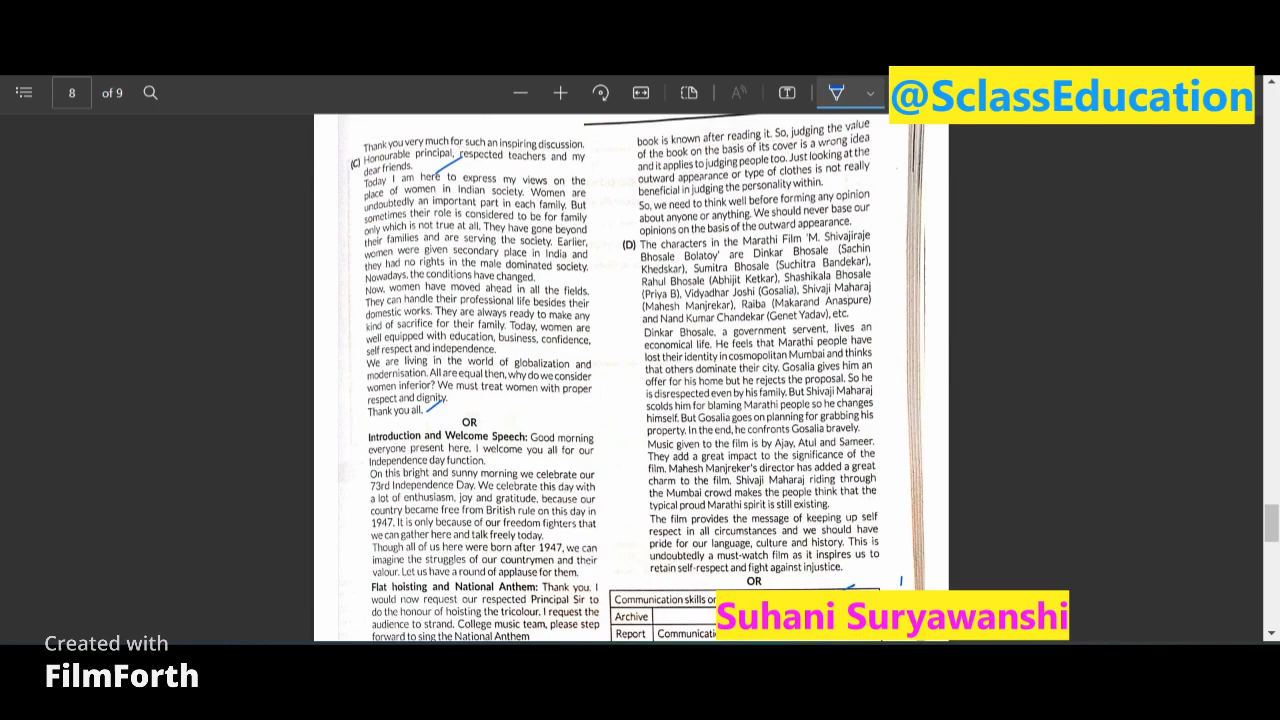 8
of 9
@SclassEducation
Thank you very much for such an inspiring discussion.
(C) Honourable principal, respected teachers and my
dear friends.
Today I am here to express my views on the
place of women in Indian society. Women are
undoubtedly an important part in each family. But
sometimes their role is considered to be for family
only which is not true at all. They have gone beyond
their families and are serving the society. Earlier,
women were given secondary place in India and
they had no rights in the male dominated society.
Nowadays, the conditions have changed.
Now, women have moved ahead in all the fields.
They can handle their professional life besides their
domestic works. They are always ready to make any
kind of sacrifice for their family. Today, women are
well equipped with education, business, confidence,
self respect and independence.
We are living in the world of globalization and
modernisation. All are equal then, why do we consider
women inferior? We must treat women with proper
respect and dignity.
Thank you all.
OR
Introduction and Welcome Speech: Good morning
everyone present here. I welcome you all for our
Independence day function.
On this bright and sunny morning we celebrate our
73rd Independence Day. We celebrate this day with
a lot of enthusiasm, joy and gratitude, because our
country became free from British rule on this day in
1947. It is only because of our freedom fighters that
we can gather here and talk freely today.
Though all of us here were born after 1947, we can
imagine the struggles of our countrymen and their
valour. Let us have a round of applause for them.
Flat hoisting and National Anthem: Thank you. I
would now request our respected Principal Sir to
do the honour of hoisting the tricolour. I request the
audience to strand. College music team, please step
forward to sing the National Anthem
book is known after reading it. So, judging the value
of the book on the basis of its cover is a wrong idea
and it applies to judging people too. Just looking at the
outward appearance or type of clothes is not really
beneficial in judging the personality within.
So, we need to think well before forming any opinion
about anyone or anything. We should never base our
opinions on the basis of the outward appearance.
(D) The characters in the Marathi Film 'M. Shivajiraje
Bhosale Bolatoy' are Dinkar Bhosale (Sachin
Khedskar), Sumitra Bhosale (Suchitra Bandekar),
Rahul Bhosale (Abhijit Ketkar), Shashikala Bhosale
(Priya B), Vidyadhar Joshi (Gosalia), Shivaji Maharaj
(Mahesh Manjrekar), Raiba (Makarand Anaspure)
and Nand Kumar Chandekar (Genet Yadav), etc.
Dinkar Bhosale, a government servent, lives an
economical life. He feels that Marathi people have
lost their identity in cosmopolitan Mumbai and thinks
that others dominate their city. Gosalia gives him an
offer for his home but he rejects the proposal. So he
is disrespected even by his family. But Shivaji Maharaj
scolds him for blaming Marathi people so he changes
himself. But Gosalia goes on planning for grabbing his
property. In the end, he confronts Gosalia bravely.
Music given to the film is by Ajay, Atul and Sameer.
They add a great impact to the significance of the
film. Mahesh Manjreker's director has added a great
charm to the film. Shivaji Maharaj riding through
the Mumbai crowd makes the people think that the
typical proud Marathi spirit is still existing.
The film provides the message of keeping up self
respect in all circumstances and we should have
pride for our language, culture and history. This is
undoubtedly a must-watch film as it inspires us to
retain self-respect and fight against injustice.
OR
Communication skills
Archive
Report
Suhani Suryawanshi
Created with
FilmForth